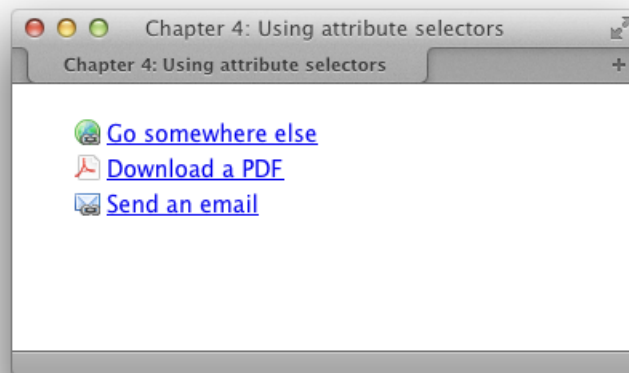 Chapter 4: Using attribute selectors
Chapter 4: Using attribute selectors
Go somewhere else
Download a PDF
Send an email